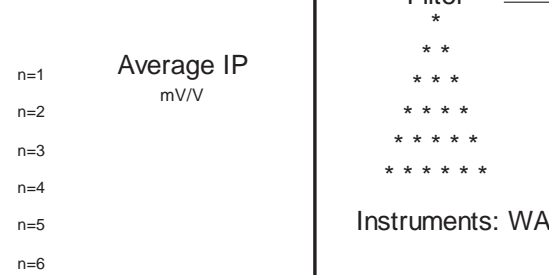 Average IP
mV/V
n=1
n=2
n=3
n=4
n=5
n=6
Filter
*
* *
* * *
* * * *
* * * * *
* * * * * *
Instruments: WA